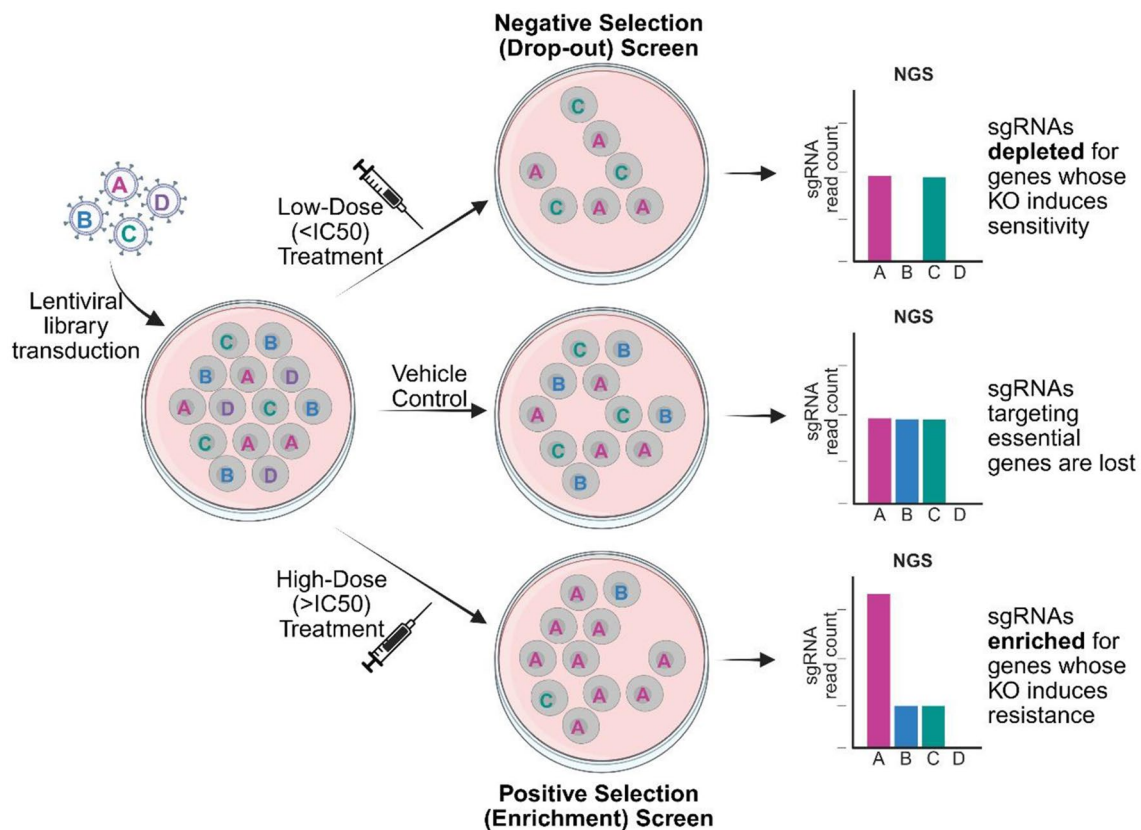 Negative Selection
(Drop-out) Screen
A
D
B
C
Lentiviral
library
transduction
Low-Dose
(<IC50)
Treatment
C
A
A
C
C
A
A
NGS
sgRNA
read count
A B C D
sgRNAs
depleted for
genes whose
KO induces
sensitivity
C B
B A D
A D C B
C A A
B D
Vehicle
Control
C B
B A
A C B
C A A
B
NGS
sgRNA
read count
A B C D
sgRNAs
targeting
essential
genes are lost
High-Dose
(>IC50)
Treatment
A B
A A
A A A
C A A
A
NGS
sgRNA
read count
A B C D
sgRNAs
enriched for
genes whose
KO induces
resistance
Positive Selection
(Enrichment) Screen